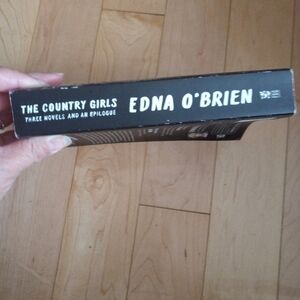 THE COUNTRY GIRLS
THREE NOVELS AND AN EPILOGUE
EDNA O'BRIEN